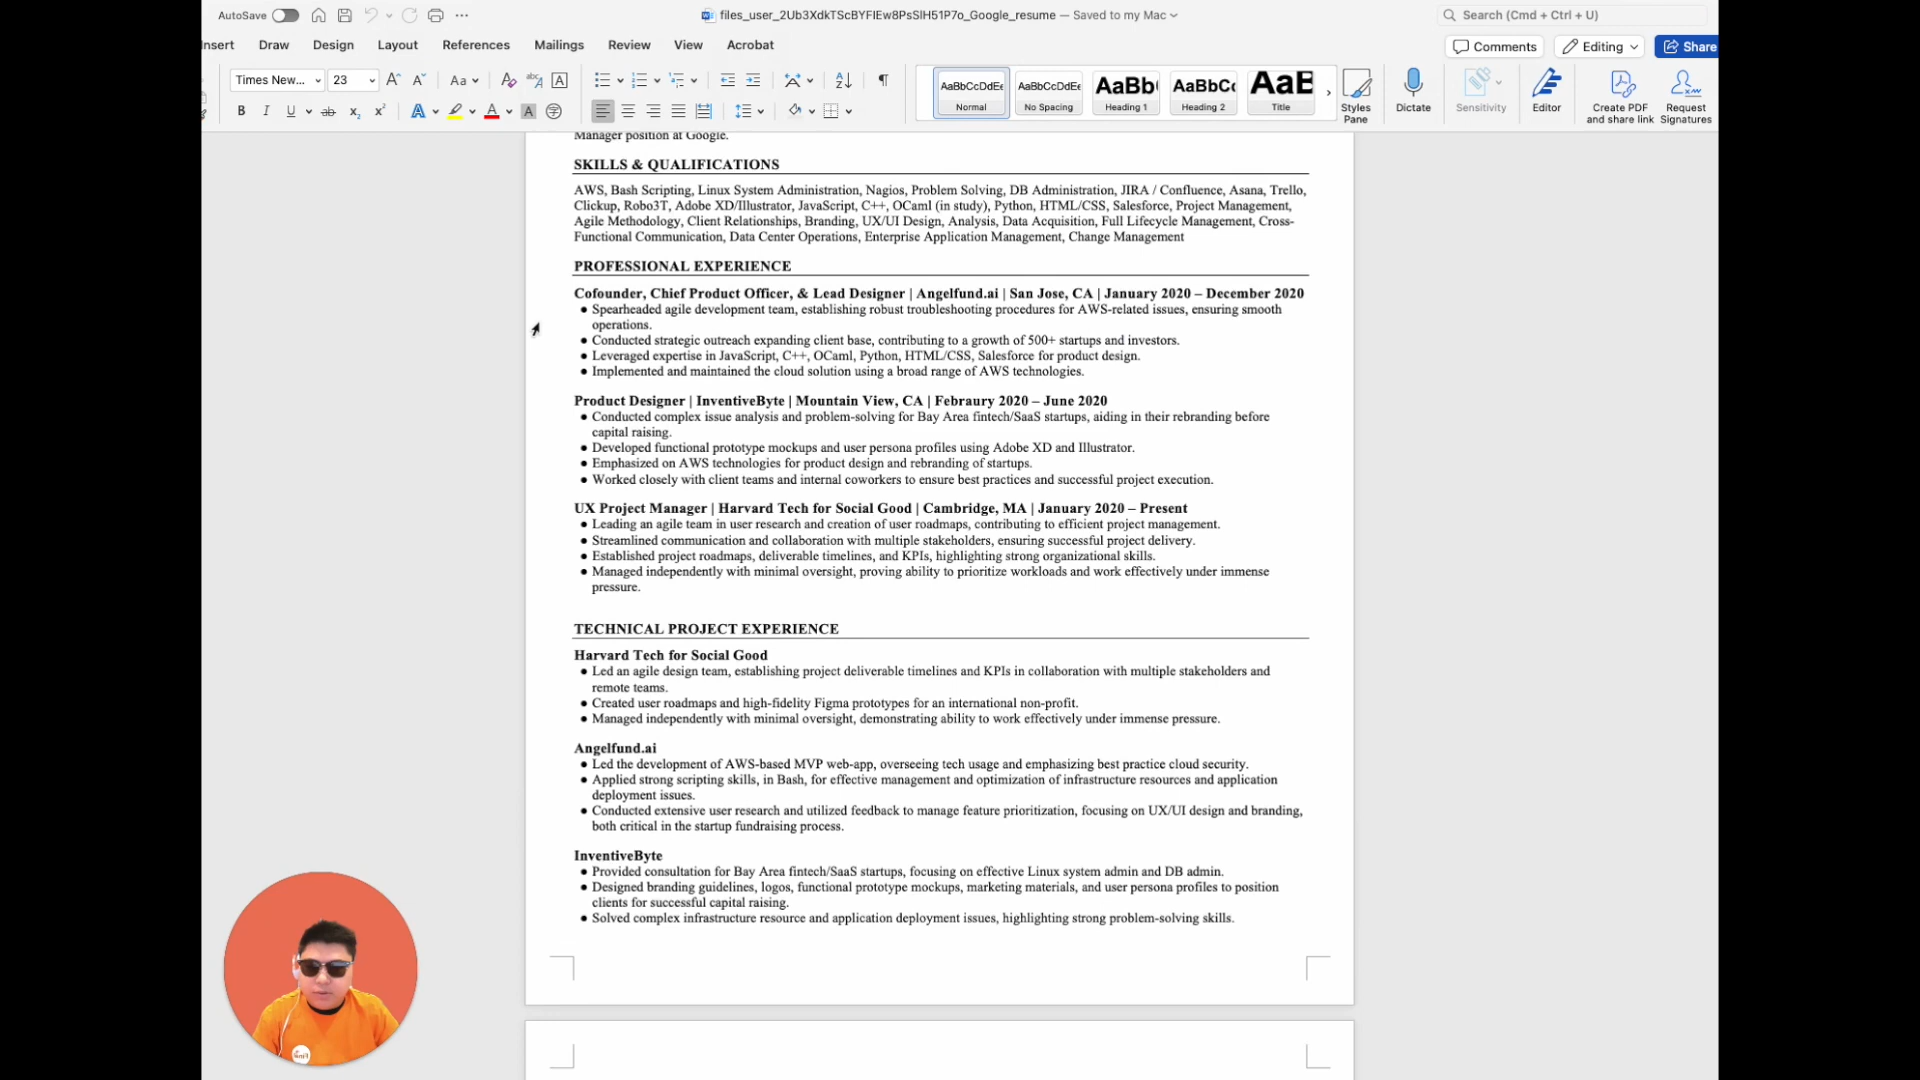 AutoSave
files_user_2Ub3XdkTScBYFIEw8PsSIH51P7o_Google_resume — Saved to my Mac
Search (Cmd + Ctrl + U)
nsert Draw Design Layout References Mailings Review View Acrobat
Comments Editing Share
Times New... 23
AaBbCcDdEe AaBbCcDdEe AaBb( AaBbCc AaB
Normal No Spacing Heading 1 Heading 2 Title
Styles Pane
Dictate
Sensitivity
Editor
Create PDF and share link
Request Signatures
Manager position at Google.
SKILLS & QUALIFICATIONS
AWS, Bash Scripting, Linux System Administration, Nagios, Problem Solving, DB Administration, JIRA / Confluence, Asana, Trello,
Clickup, Robo3T, Adobe XD/Illustrator, JavaScript, C++, OCaml (in study), Python, HTML/CSS, Salesforce, Project Management,
Agile Methodology, Client Relationships, Branding, UX/UI Design, Analysis, Data Acquisition, Full Lifecycle Management, Cross-
Functional Communication, Data Center Operations, Enterprise Application Management, Change Management
PROFESSIONAL EXPERIENCE
Cofounder, Chief Product Officer, & Lead Designer | Angelfund.ai | San Jose, CA | January 2020 – December 2020
● Spearheaded agile development team, establishing robust troubleshooting procedures for AWS-related issues, ensuring smooth
operations.
● Conducted strategic outreach expanding client base, contributing to a growth of 500+ startups and investors.
● Leveraged expertise in JavaScript, C++, OCaml, Python, HTML/CSS, Salesforce for product design.
● Implemented and maintained the cloud solution using a broad range of AWS technologies.
Product Designer | InventiveByte | Mountain View, CA | Febraury 2020 – June 2020
● Conducted complex issue analysis and problem-solving for Bay Area fintech/SaaS startups, aiding in their rebranding before
capital raising.
● Developed functional prototype mockups and user persona profiles using Adobe XD and Illustrator.
● Emphasized on AWS technologies for product design and rebranding of startups.
● Worked closely with client teams and internal coworkers to ensure best practices and successful project execution.
UX Project Manager | Harvard Tech for Social Good | Cambridge, MA | January 2020 – Present
● Leading an agile team in user research and creation of user roadmaps, contributing to efficient project management.
● Streamlined communication and collaboration with multiple stakeholders, ensuring successful project delivery.
● Established project roadmaps, deliverable timelines, and KPIs, highlighting strong organizational skills.
● Managed independently with minimal oversight, proving ability to prioritize workloads and work effectively under immense
pressure.
TECHNICAL PROJECT EXPERIENCE
Harvard Tech for Social Good
● Led an agile design team, establishing project deliverable timelines and KPIs in collaboration with multiple stakeholders and
remote teams.
● Created user roadmaps and high-fidelity Figma prototypes for an international non-profit.
● Managed independently with minimal oversight, demonstrating ability to work effectively under immense pressure.
Angelfund.ai
● Led the development of AWS-based MVP web-app, overseeing tech usage and emphasizing best practice cloud security.
● Applied strong scripting skills, in Bash, for effective management and optimization of infrastructure resources and application
deployment issues.
● Conducted extensive user research and utilized feedback to manage feature prioritization, focusing on UX/UI design and branding,
both critical in the startup fundraising process.
InventiveByte
● Provided consultation for Bay Area fintech/SaaS startups, focusing on effective Linux system admin and DB admin.
● Designed branding guidelines, logos, functional prototype mockups, marketing materials, and user persona profiles to position
clients for successful capital raising.
● Solved complex infrastructure resource and application deployment issues, highlighting strong problem-solving skills.